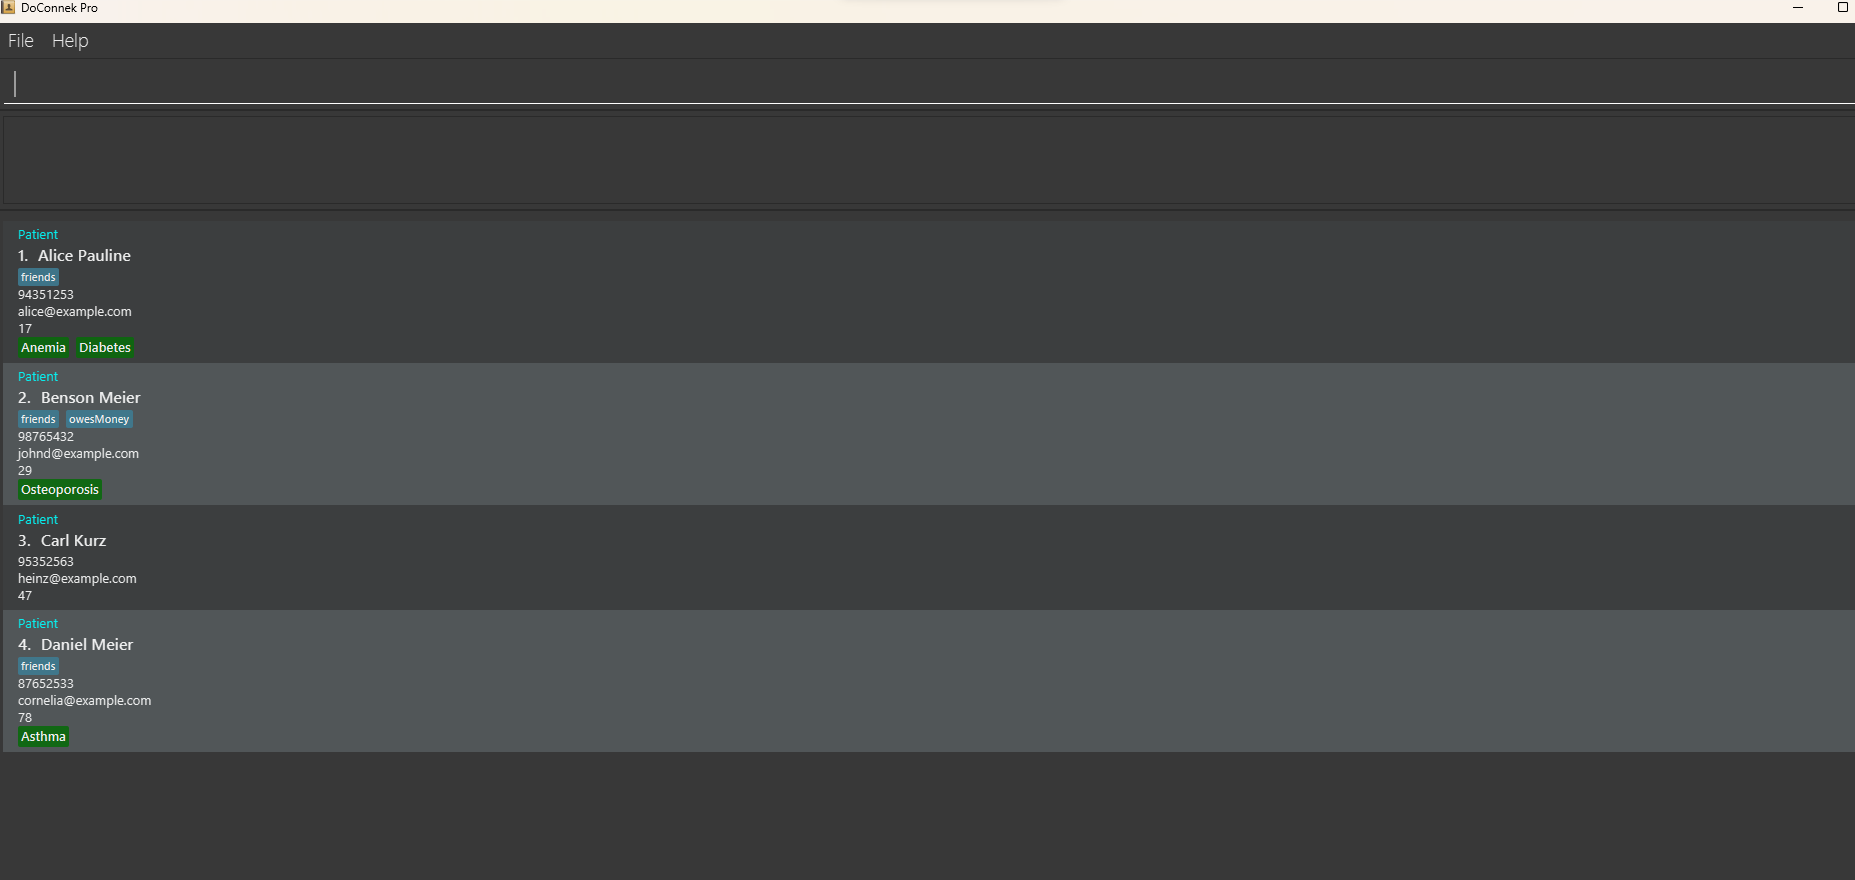 DoConnek Pro
File Help
Patient
1. Alice Pauline
friends
94351253
alice@example.com
17
Anemia Diabetes
Patient
2. Benson Meier
friends owesMoney
98765432
johnd@example.com
29
Osteoporosis
Patient
3. Carl Kurz
95352563
heinz@example.com
47
Patient
4. Daniel Meier
friends
87652533
cornelia@example.com
78
Asthma